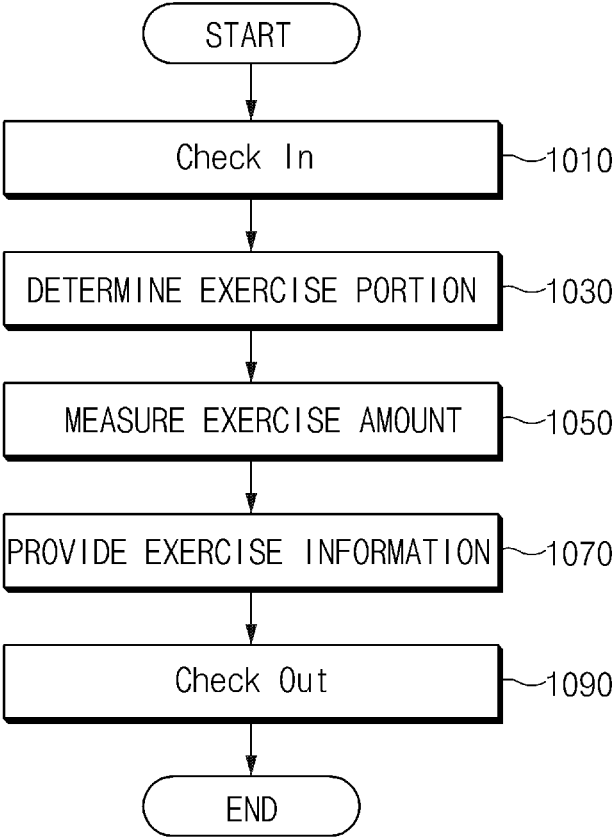 START
Check In
1010
DETERMINE EXERCISE PORTION
1030
MEASURE EXERCISE AMOUNT
1050
PROVIDE EXERCISE INFORMATION
1070
Check Out
1090
END